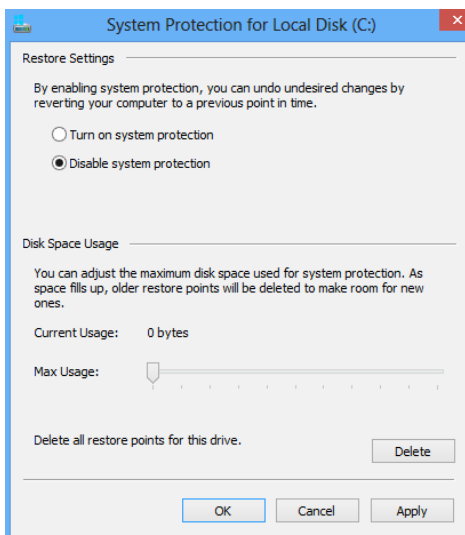 System Protection for Local Disk (C:)
Restore Settings
By enabling system protection, you can undo undesired changes by
reverting your computer to a previous point in time.
Turn on system protection
Disable system protection
Disk Space Usage
You can adjust the maximum disk space used for system protection. As
space fills up, older restore points will be deleted to make room for new
ones.
Current Usage: 0 bytes
Max Usage:
Delete all restore points for this drive.
Delete
OK Cancel Apply